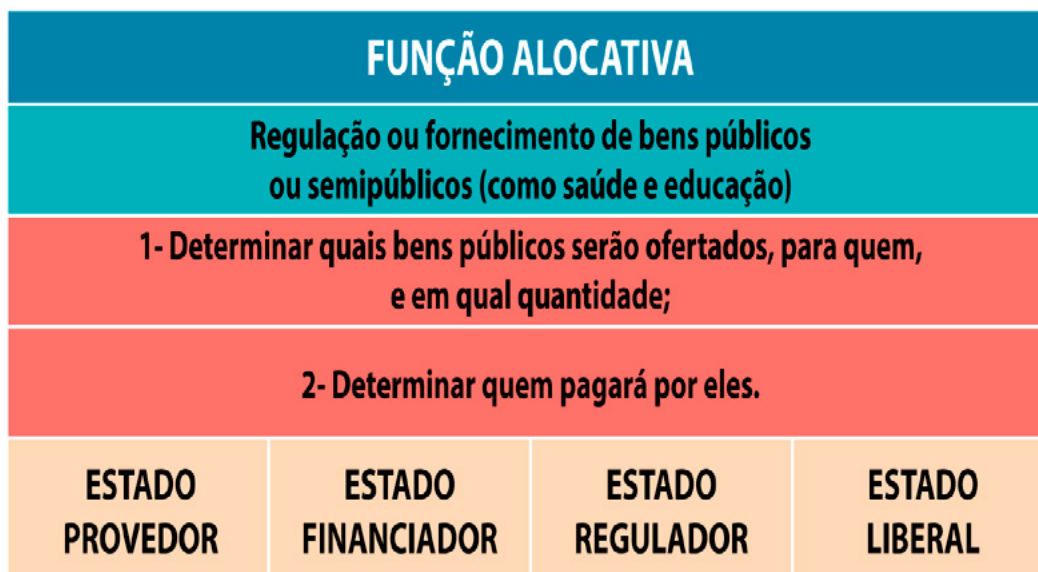 FUNÇÃO ALOCATIVA
Regulação ou fornecimento de bens públicos
ou semipúblicos (como saúde e educação)
1- Determinar quais bens públicos serão ofertados, para quem,
e em qual quantidade;
2- Determinar quem pagará por eles.
ESTADO
PROVEDOR
ESTADO
FINANCIADOR
ESTADO
REGULADOR
ESTADO
LIBERAL